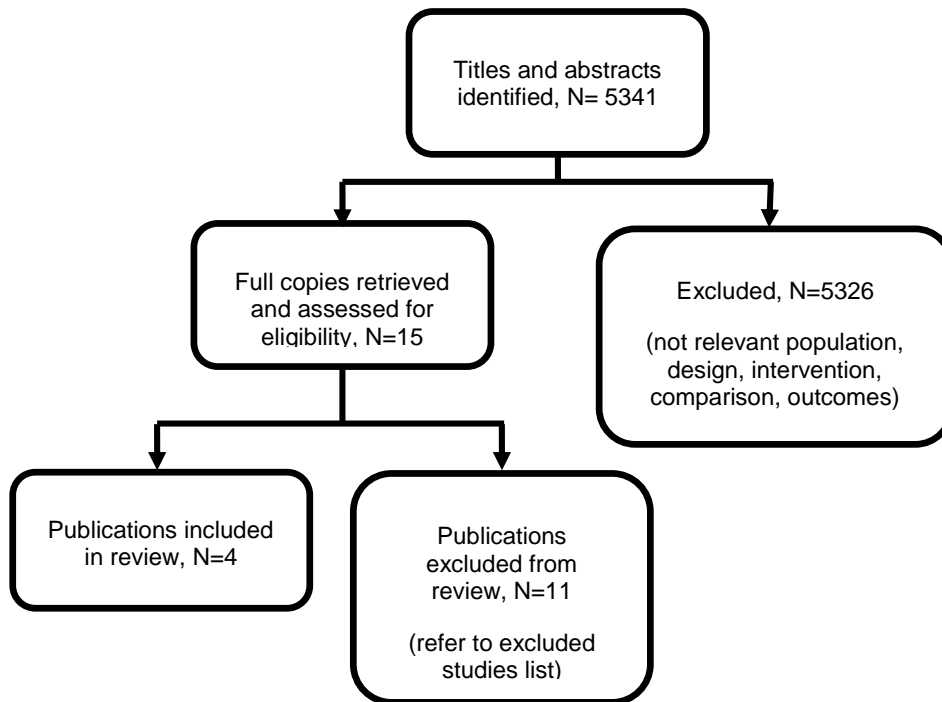 Titles and abstracts
identified, N= 5341
Full copies retrieved
and assessed for
eligibility, N=15
Excluded, N=5326
(not relevant population,
design, intervention,
comparison, outcomes)
Publications included
in review, N=4
Publications
excluded from
review, N=11
(refer to excluded
studies list)